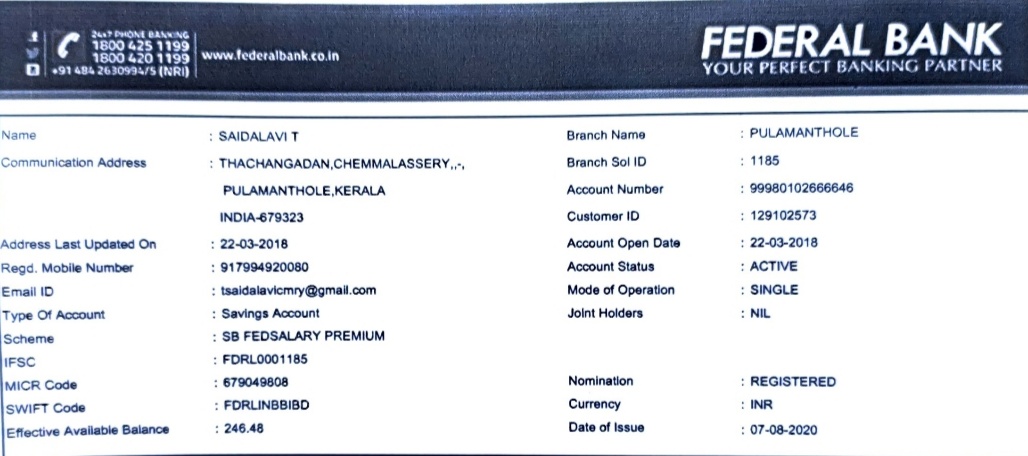 24x7 PHONE BANKING
1800 425 1199
1800 420 1199
+91 484 2630994/5 (NRI)
www.federalbank.co.in
FEDERAL BANK
YOUR PERFECT BANKING PARTNER
Name : SAIDALAVI T Branch Name : PULAMANTHOLE
Communication Address : THACHANGADAN,CHEMMALASSERY,,-, Branch Sol ID : 1185
PULAMANTHOLE,KERALA Account Number : 99980102666646
INDIA-679323 Customer ID : 129102573
Address Last Updated On : 22-03-2018 Account Open Date : 22-03-2018
Regd. Mobile Number : 917994920080 Account Status : ACTIVE
Email ID : tsaidalavicmry@gmail.com Mode of Operation : SINGLE
Type Of Account : Savings Account Joint Holders : NIL
Scheme : SB FEDSALARY PREMIUM
IFSC : FDRL0001185
MICR Code : 679049808 Nomination : REGISTERED
SWIFT Code : FDRLINBBIBD Currency : INR
Effective Available Balance : 246.48 Date of Issue : 07-08-2020